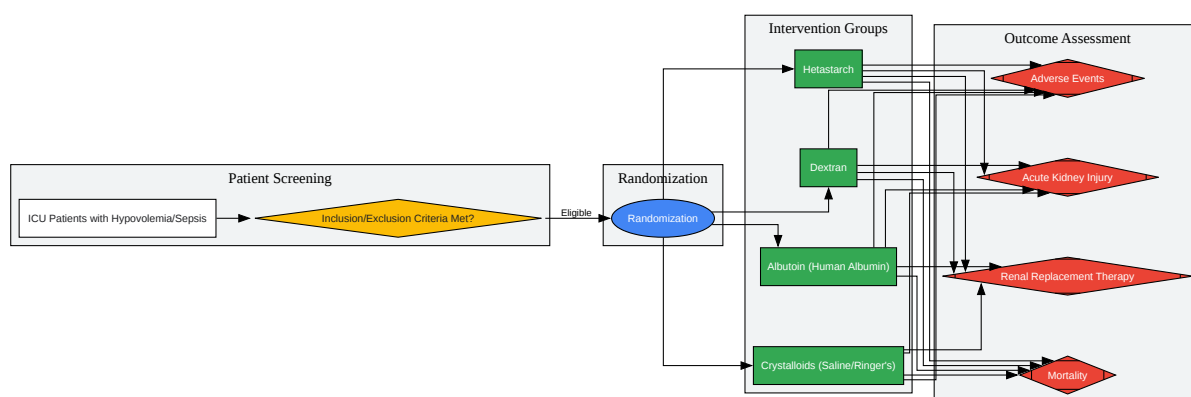 Patient Screening
ICU Patients with Hypovolemia/Sepsis
Inclusion/Exclusion Criteria Met?
Eligible
Randomization
Randomization
Intervention Groups
Hetastarch
Dextran
Albutoin (Human Albumin)
Crystalloids (Saline/Ringer's)
Outcome Assessment
Adverse Events
Acute Kidney Injury
Renal Replacement Therapy
Mortality